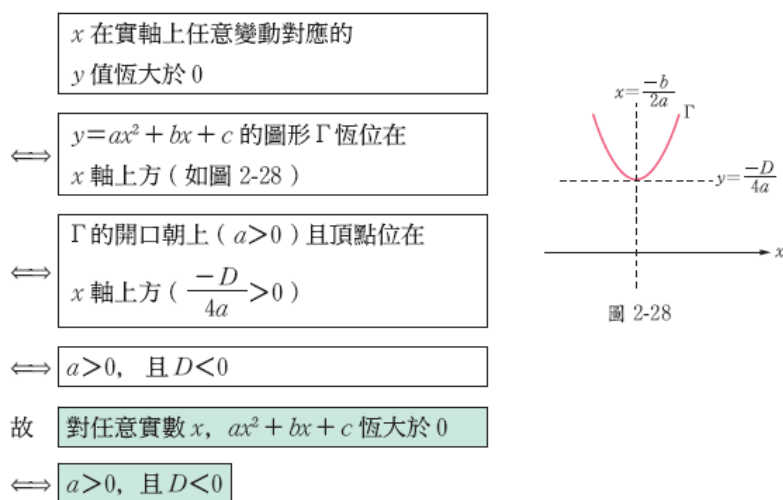 x 在實軸上任意變動對應的
y 值恆大於 0
⟺ y=ax²+bx+c 的圖形 Γ 恆位在
x 軸上方（如圖 2-28）
⟺ Γ 的開口朝上（a>0）且頂點位在
x 軸上方（\frac{-D}{4a}>0）
⟺ a>0，且 D<0
故 對任意實數 x，ax²+bx+c 恆大於 0
⟺ a>0，且 D<0
x=\frac{-b}{2a}
Γ
y=\frac{-D}{4a}
x
圖 2-28